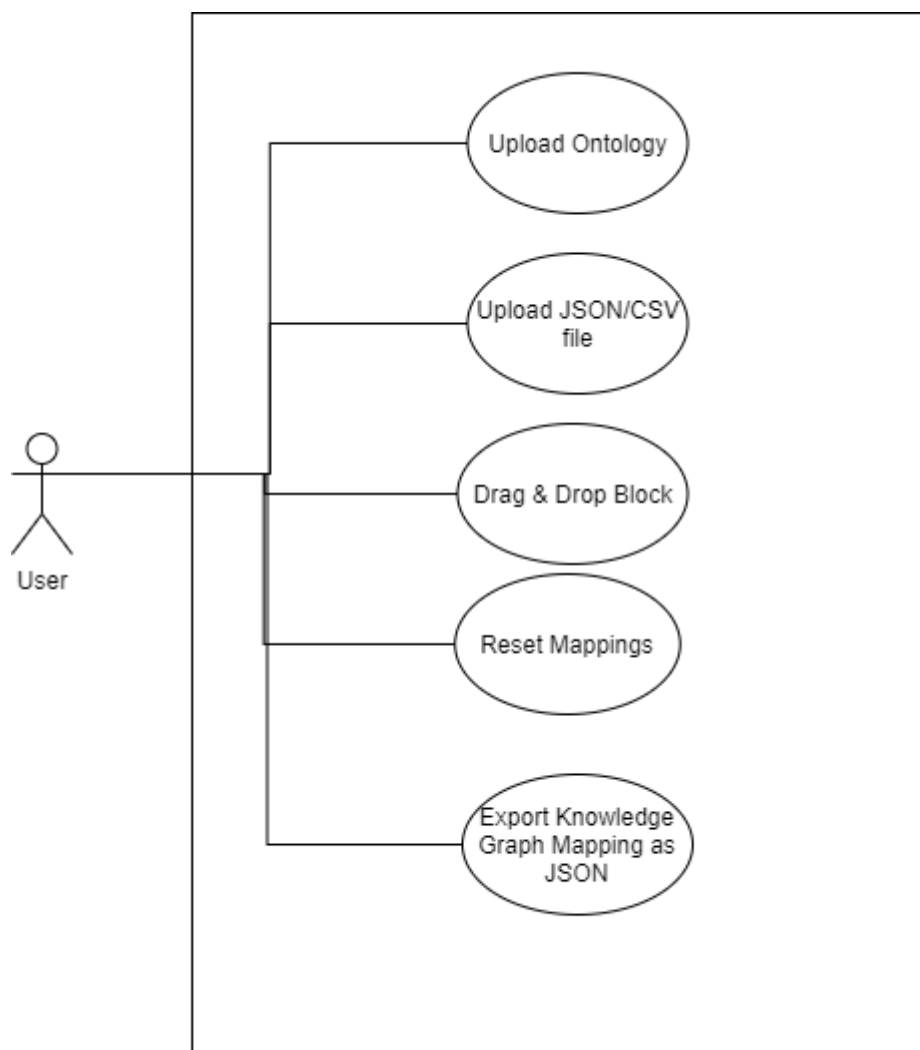 Upload Ontology
Upload JSON/CSV
file
Drag & Drop Block
User
Reset Mappings
Export Knowledge
Graph Mapping as
JSON